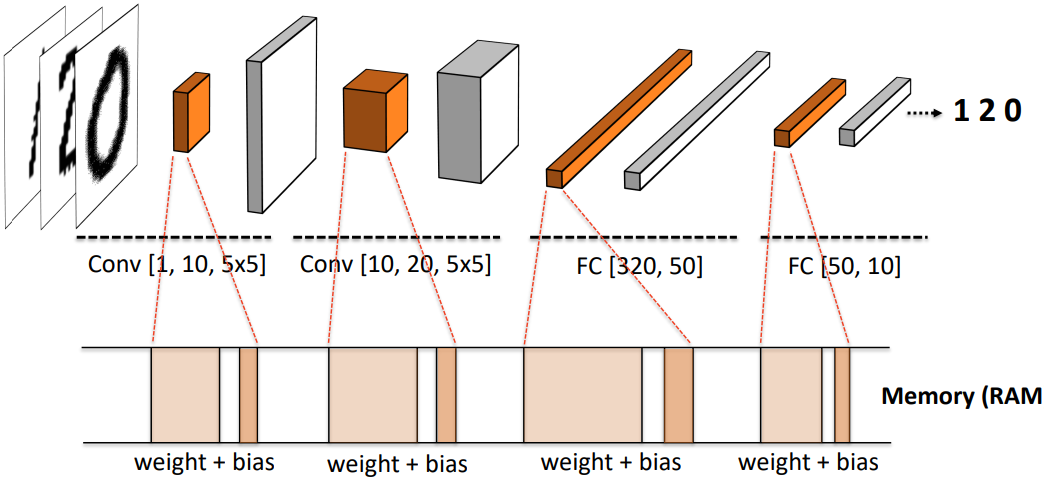 1 2 0
Conv [1, 10, 5x5]
Conv [10, 20, 5x5]
FC [320, 50]
FC [50, 10]
Memory (RAM
weight + bias
weight + bias
weight + bias
weight + bias